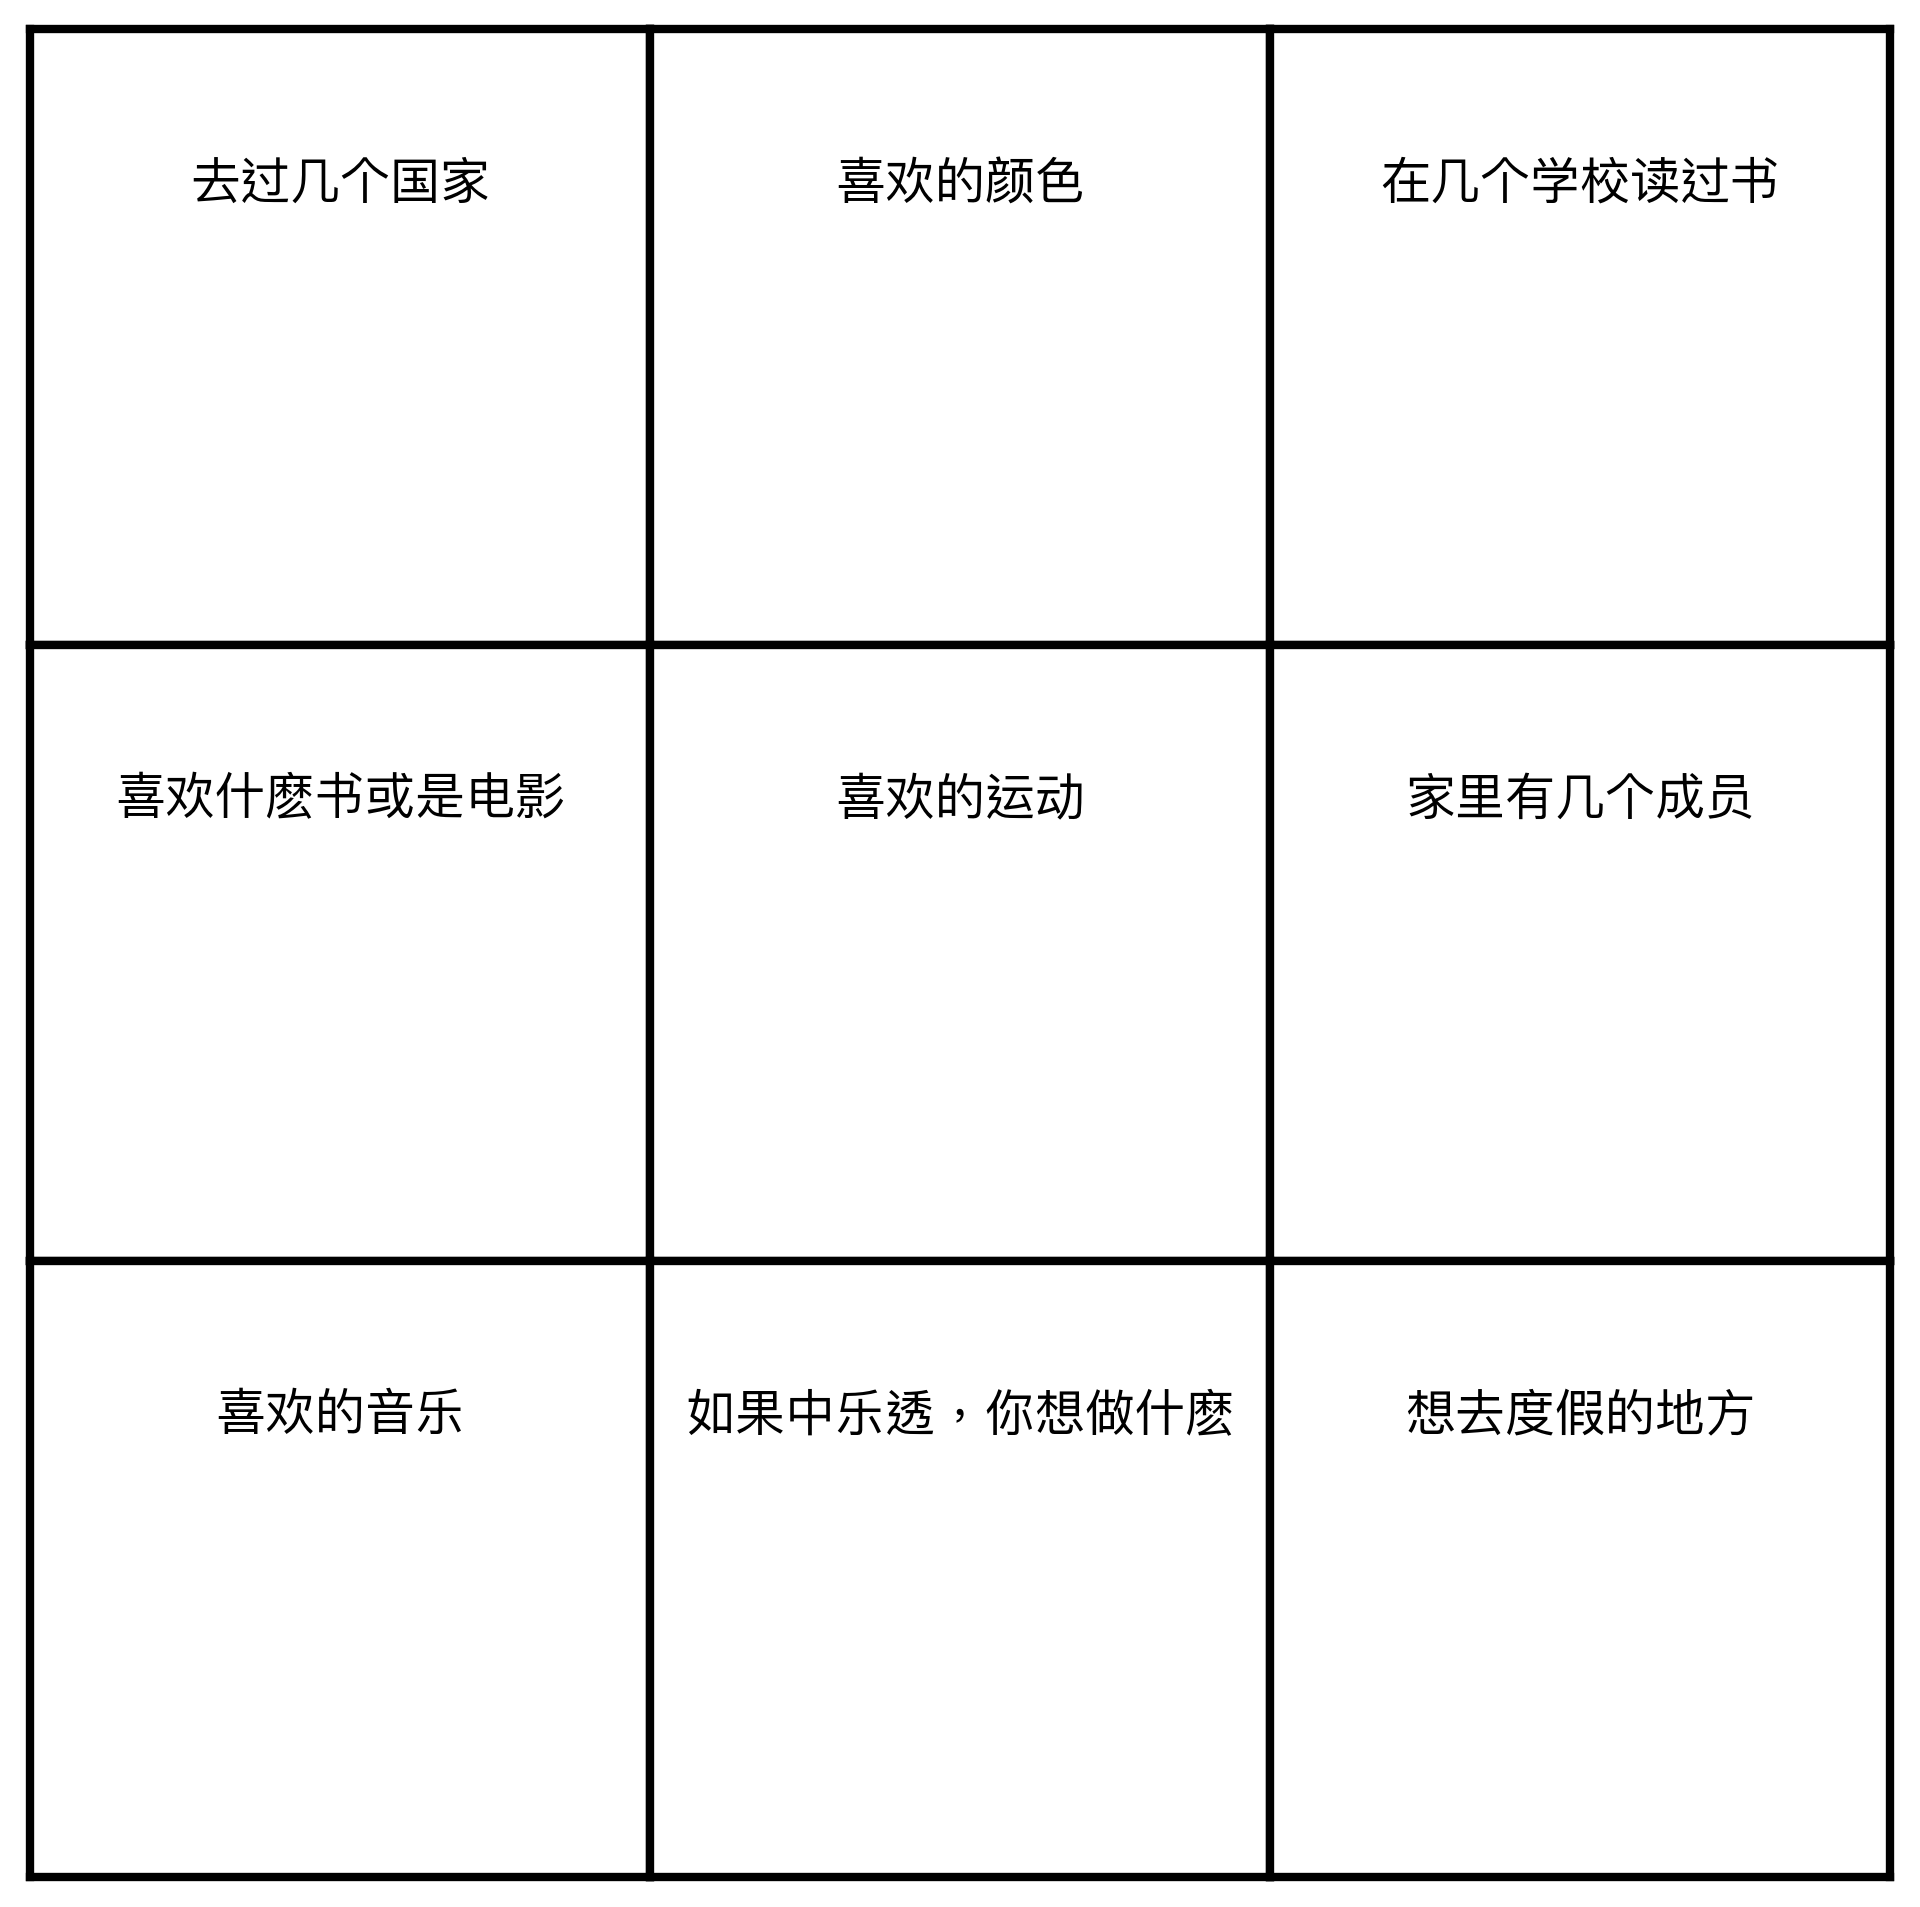 去过几个国家
喜欢的颜色
在几个学校读过书
喜欢什麽书或是电影
喜欢的运动
家里有几个成员
喜欢的音乐
如果中乐透，你想做什麽
想去度假的地方